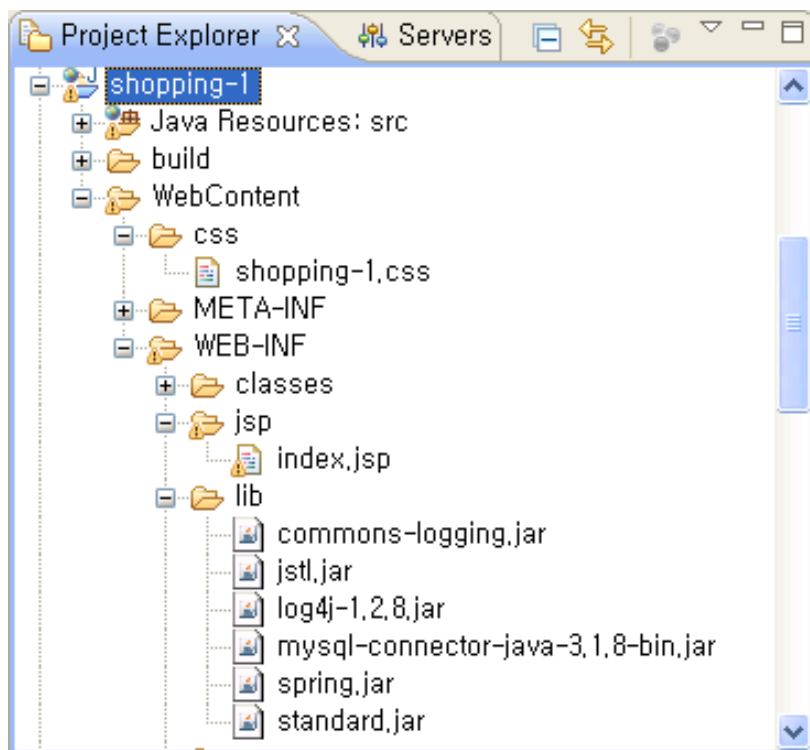 Project Explorer Servers
shopping-1
Java Resources: src
build
WebContent
css
shopping-1.css
META-INF
WEB-INF
classes
jsp
index.jsp
lib
commons-logging.jar
jstl.jar
log4j-1.2.8.jar
mysql-connector-java-3.1.8-bin.jar
spring.jar
standard.jar